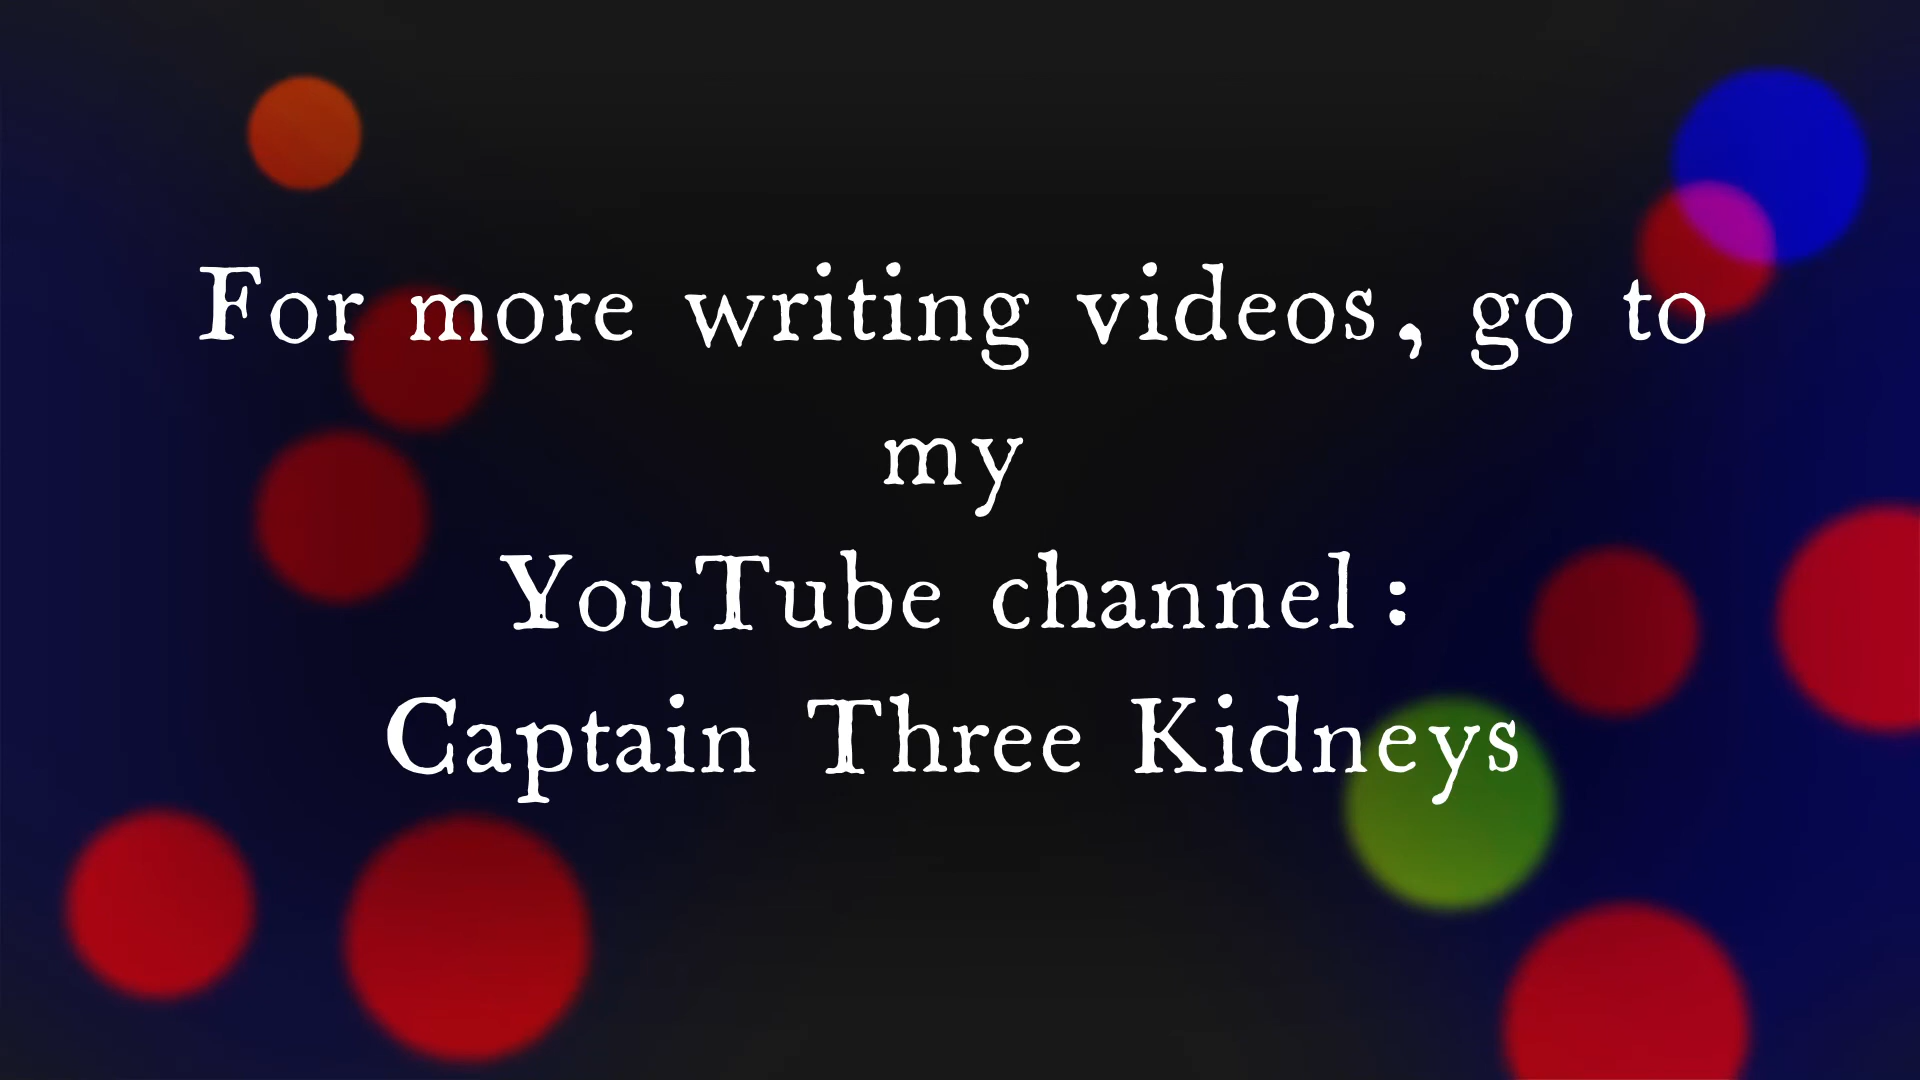 For more writing videos, go to
my
YouTube channel:
Captain Three Kidneys